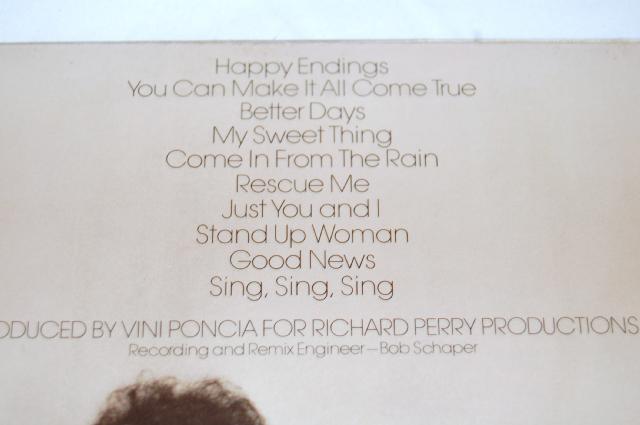 Happy Endings
You Can Make It All Come True
Better Days
My Sweet Thing
Come In From The Rain
Rescue Me
Just You and I
Stand Up Woman
Good News
Sing, Sing, Sing
ODUCED BY VINI PONCIA FOR RICHARD PERRY PRODUCTIONS
Recording and Remix Engineer—Bob Schaper